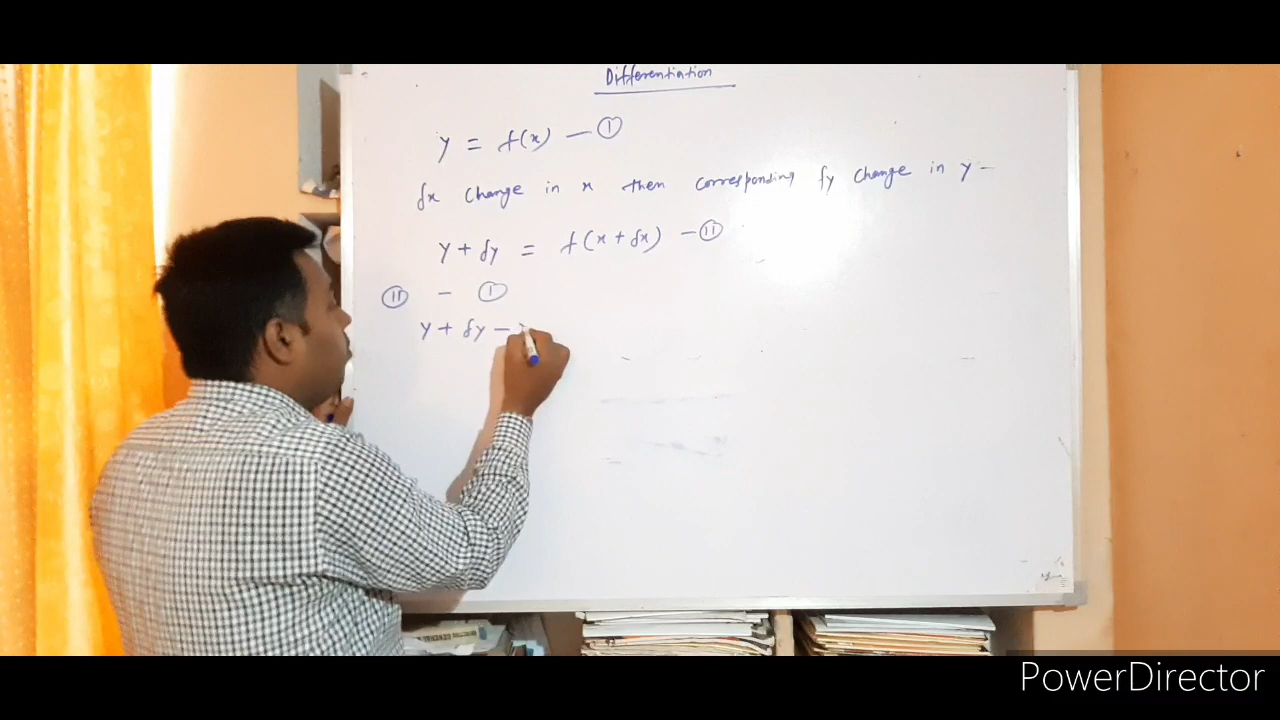 Differentiation
y = f(x) — ①
δx change in x then corresponding δy change in y –
y + δy = f(x + δx) – ⑪
⑪ – ①
y + δy –
PowerDirector